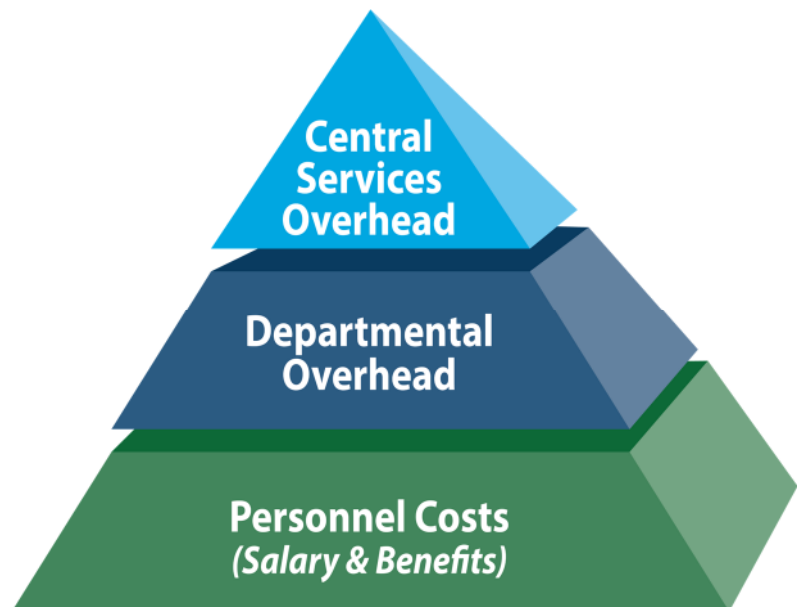 Central
Services
Overhead
Departmental
Overhead
Personnel Costs
(Salary & Benefits)